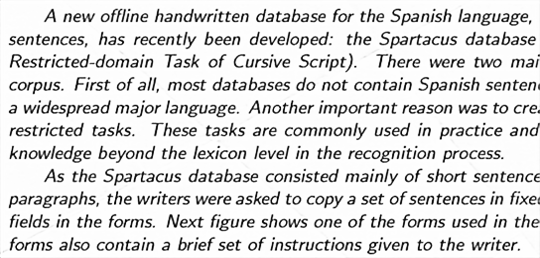 A new offline handwritten database for the Spanish language,
sentences, has recently been developed: the Spartacus database
Restricted-domain Task of Cursive Script). There were two mai
corpus. First of all, most databases do not contain Spanish senten
a widespread major language. Another important reason was to crea
restricted tasks. These tasks are commonly used in practice and
knowledge beyond the lexicon level in the recognition process.
As the Spartacus database consisted mainly of short sentence
paragraphs, the writers were asked to copy a set of sentences in fixe
fields in the forms. Next figure shows one of the forms used in the
forms also contain a brief set of instructions given to the writer.